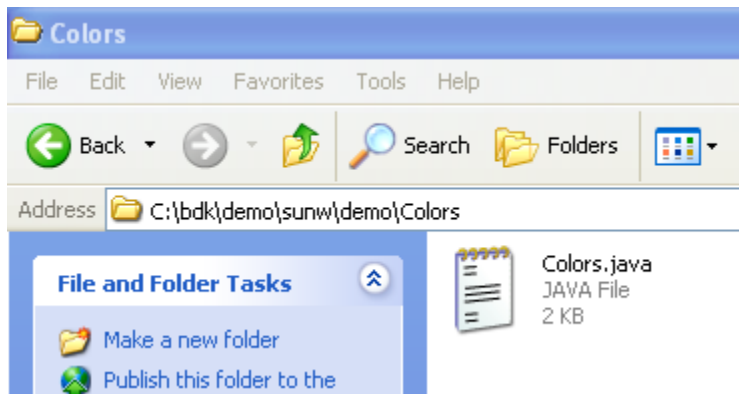 Colors
File Edit View Favorites Tools Help
Back Search Folders
Address C:\bdk\demo\sunw\demo\Colors
File and Folder Tasks
Make a new folder
Publish this folder to the
Colors.java
JAVA File
2 KB